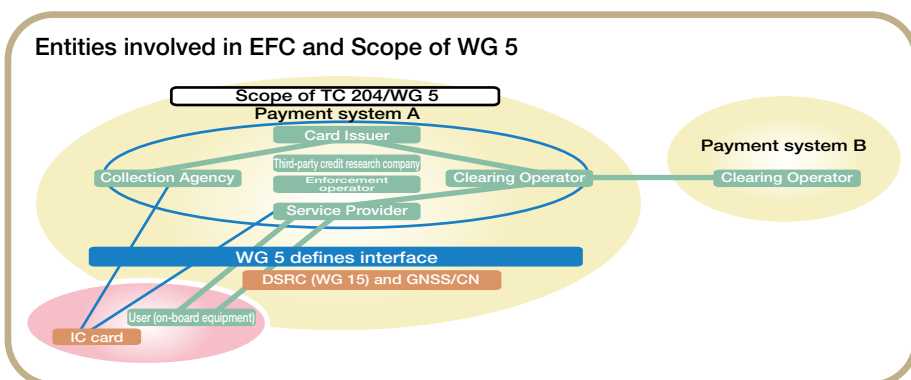 Entities involved in EFC and Scope of WG 5
Scope of TC 204/WG 5
Payment system A
Card Issuer
Third-party credit research company
Collection Agency
Enforcement operator
Clearing Operator
Service Provider
Payment system B
Clearing Operator
WG 5 defines interface
DSRC (WG 15) and GNSS/CN
User (on-board equipment)
IC card